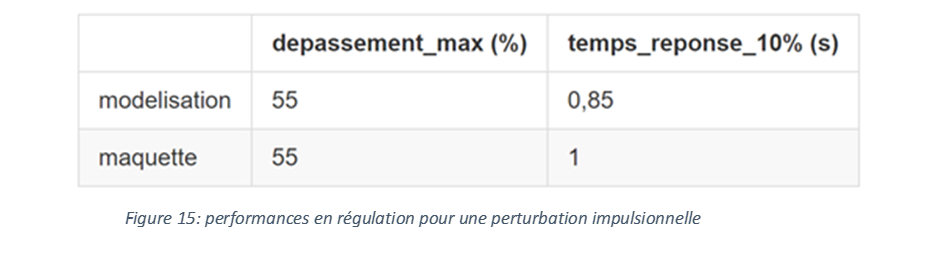 depassement_max (%) temps_reponse_10% (s)
modelisation 55 0,85
maquette 55 1
Figure 15: performances en régulation pour une perturbation impulsionnelle